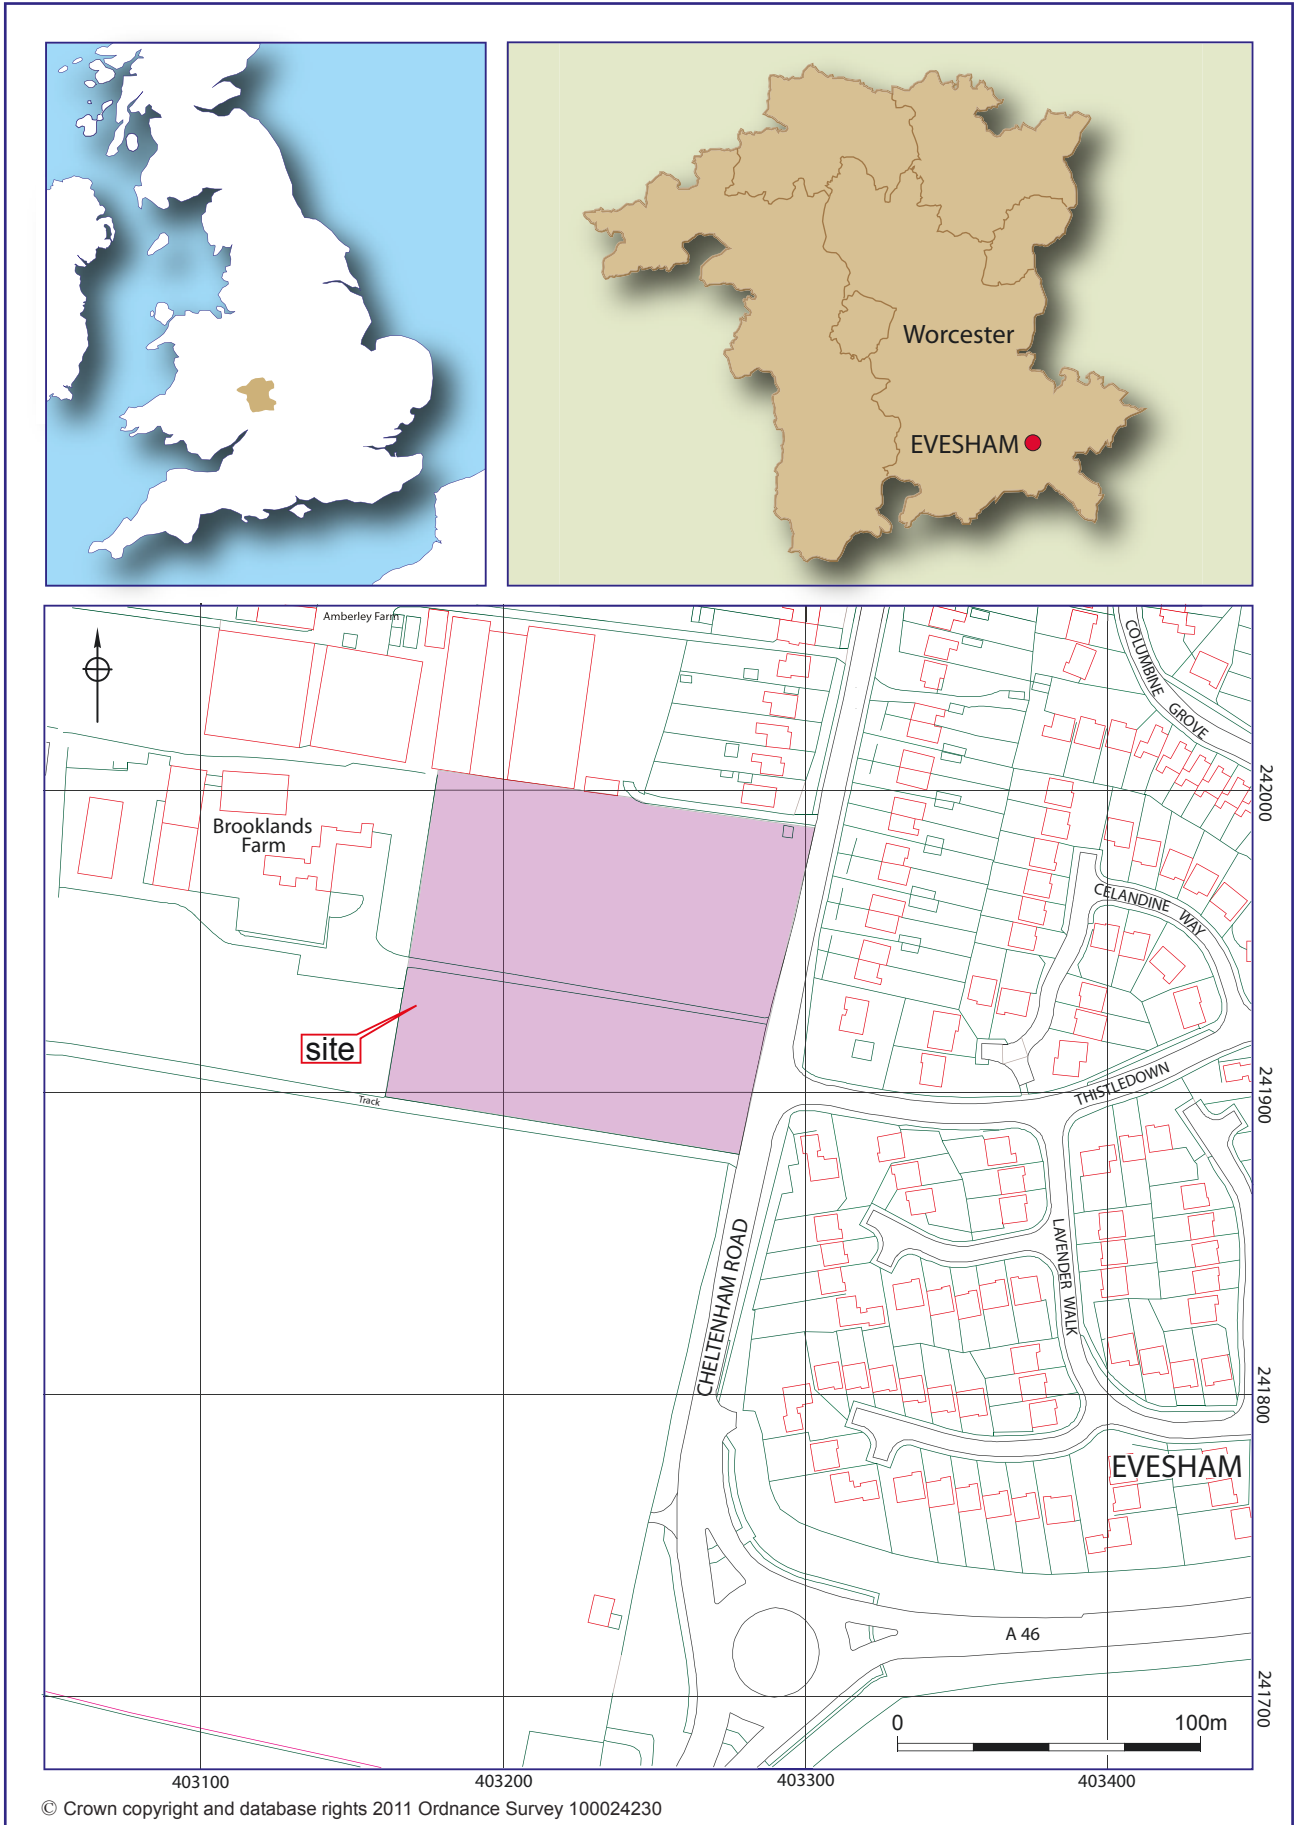 Worcester
EVESHAM
Amberley Farm
COLUMBINE GROVE
242000
Brooklands
Farm
CELANDINE WAY
site
Track
THISTLEDOWN
241900
CHELTENHAM ROAD
LAVENDER WALK
241800
EVESHAM
A 46
241700
0 100m
403100 403200 403300 403400
© Crown copyright and database rights 2011 Ordnance Survey 100024230